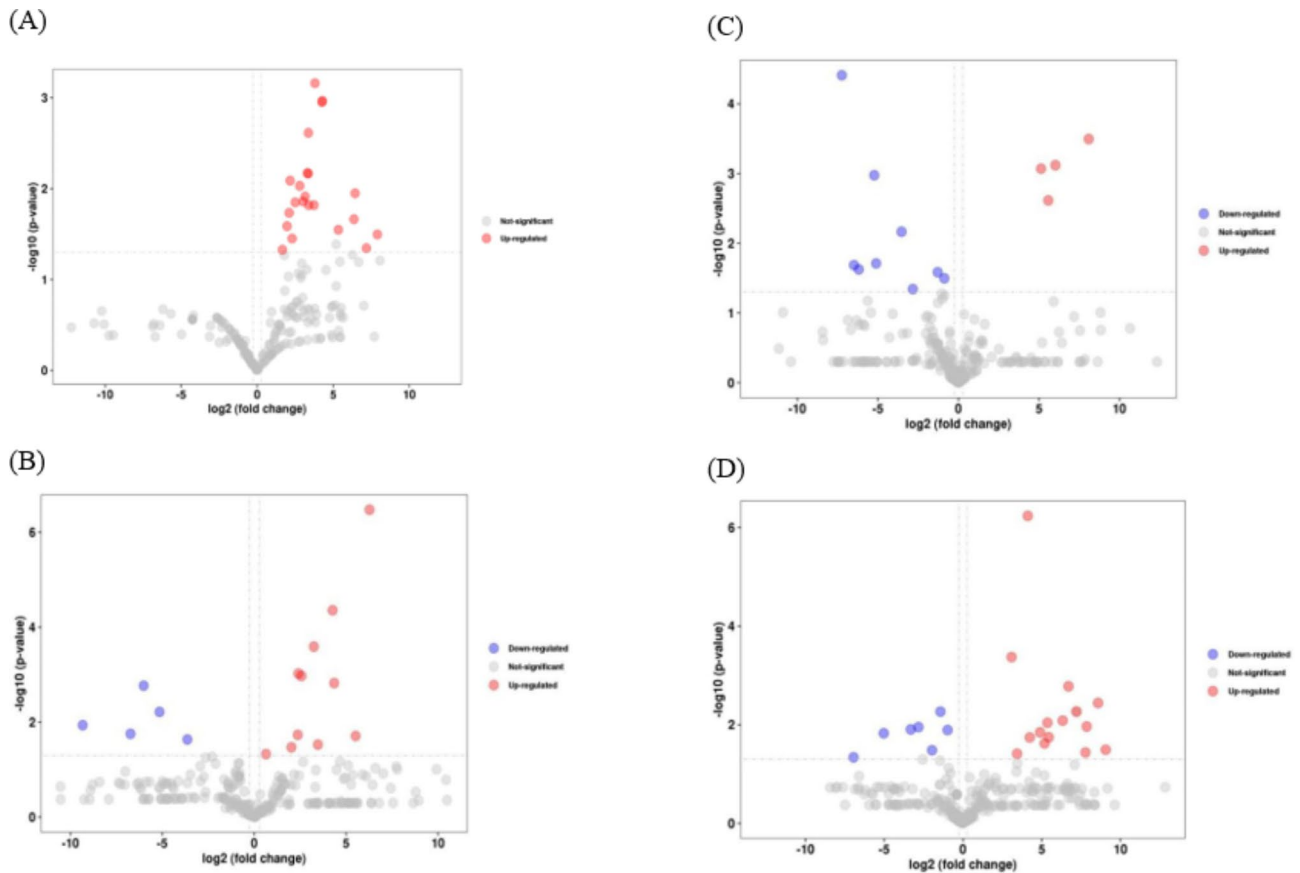 (A)
3
2
1
0
-log10 (p-value)
-10 -5 0 5 10
log2 (fold change)
Not-significant
Up-regulated
(B)
6
4
2
0
-log10 (p-value)
-10 -5 0 5 10
log2 (fold change)
Down-regulated
Not-significant
Up-regulated
(C)
4
3
2
1
0
-log10 (p-value)
-10 -5 0 5 10
log2 (fold change)
Down-regulated
Not-significant
Up-regulated
(D)
6
4
2
0
-log10 (p-value)
-10 -5 0 5 10
log2 (fold change)
Down-regulated
Not-significant
Up-regulated